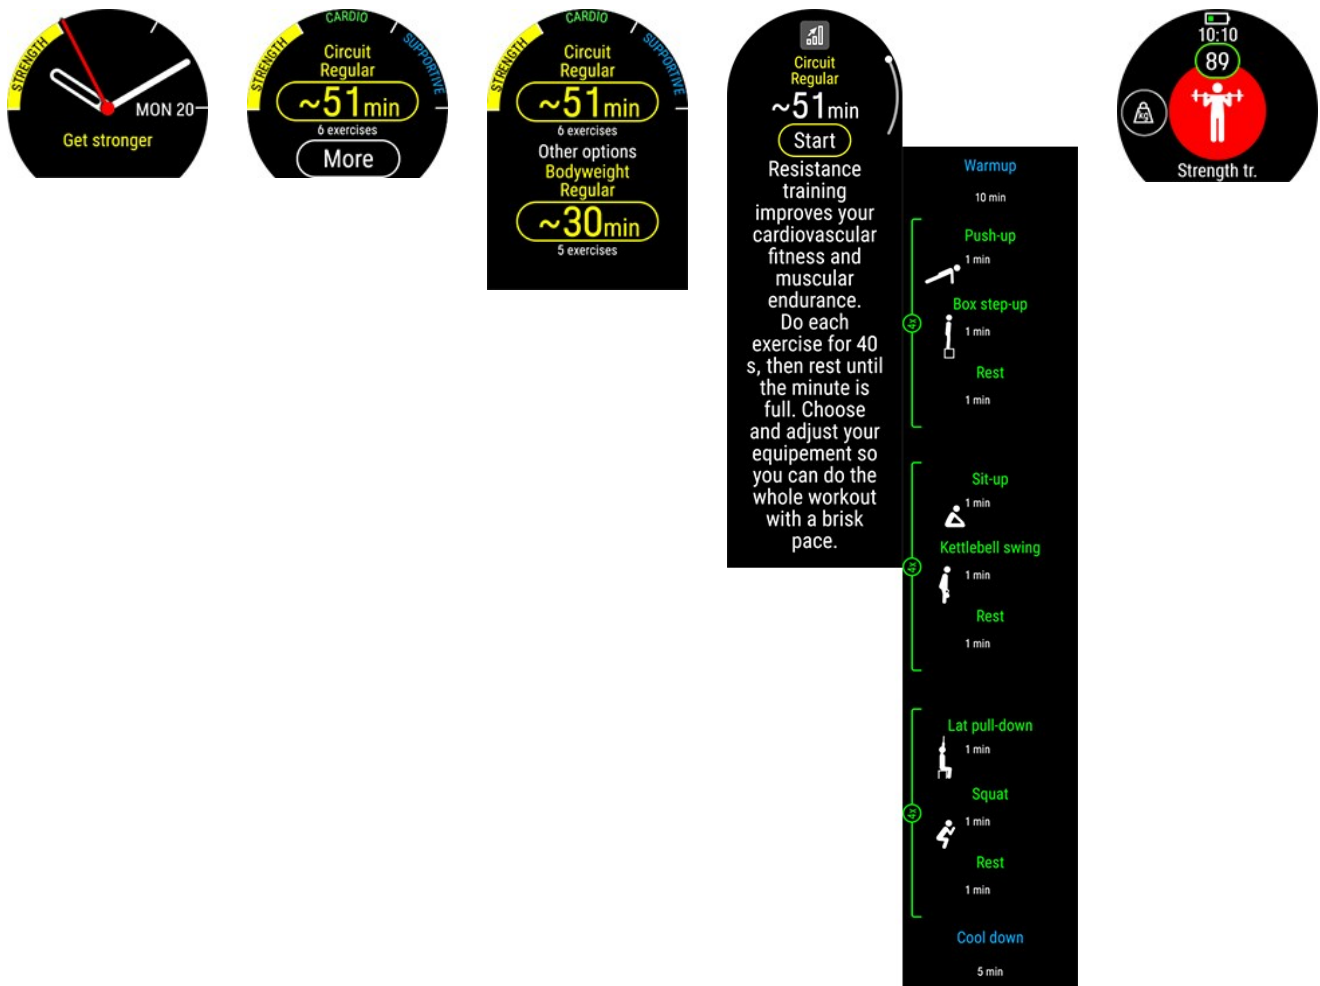 STRENGTH
MON 20
Get stronger
CARDIO
STRENGTH
SUPPORTIVE
Circuit
Regular
~51min
6 exercises
More
CARDIO
STRENGTH
SUPPORTIVE
Circuit
Regular
~51min
6 exercises
Other options
Bodyweight
Regular
~30min
5 exercises
Circuit
Regular
~51min
Start
Resistance
training
improves your
cardiovascular
fitness and
muscular
endurance.
Do each
exercise for 40
s, then rest until
the minute is
full. Choose
and adjust your
equipement so
you can do the
whole workout
with a brisk
pace.
Warmup
10 min
Push-up
1 min
Box step-up
4x
1 min
Rest
1 min
Sit-up
1 min
Kettlebell swing
4x
1 min
Rest
1 min
Lat pull-down
1 min
Squat
4x
1 min
Rest
1 min
Cool down
5 min
10:10
89
kg
Strength tr.